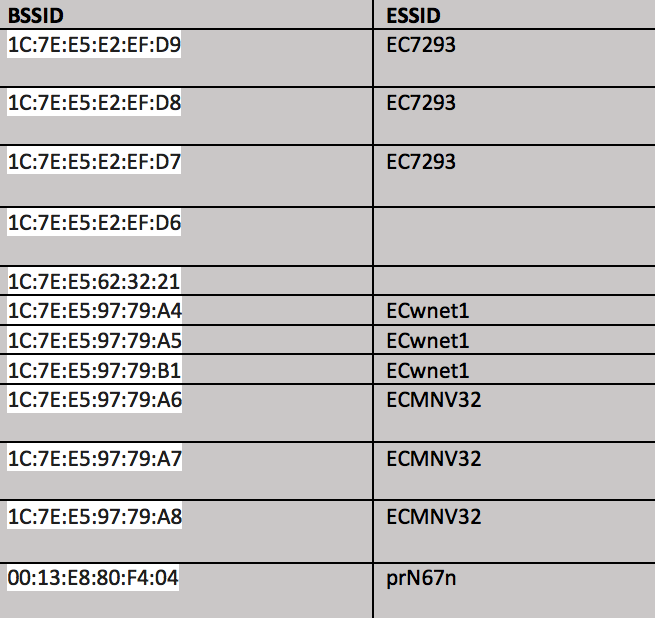 BSSID ESSID
1C:7E:E5:E2:EF:D9 EC7293
1C:7E:E5:E2:EF:D8 EC7293
1C:7E:E5:E2:EF:D7 EC7293
1C:7E:E5:E2:EF:D6
1C:7E:E5:62:32:21
1C:7E:E5:97:79:A4 ECwnet1
1C:7E:E5:97:79:A5 ECwnet1
1C:7E:E5:97:79:B1 ECwnet1
1C:7E:E5:97:79:A6 ECMNV32
1C:7E:E5:97:79:A7 ECMNV32
1C:7E:E5:97:79:A8 ECMNV32
00:13:E8:80:F4:04 prN67n